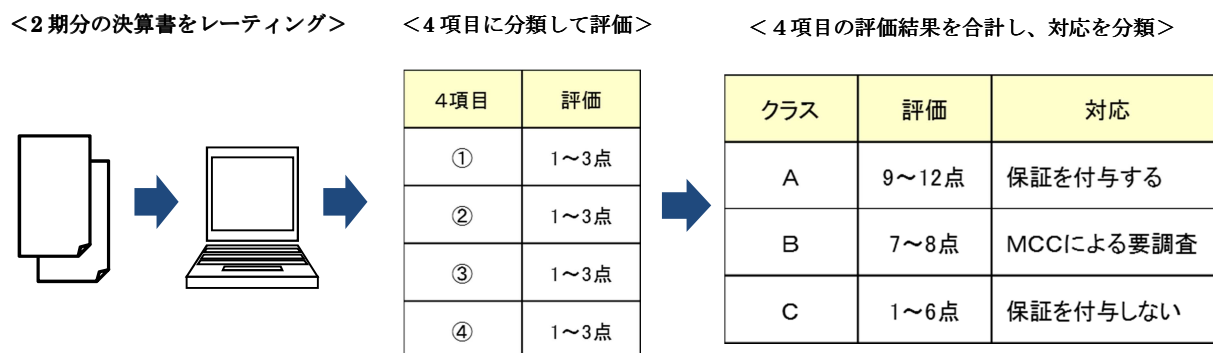 ＜2期分の決算書をレーティング＞
＜4項目に分類して評価＞
＜４項目の評価結果を合計し、対応を分類＞
4項目 評価
① 1～3点
② 1～3点
③ 1～3点
④ 1～3点
クラス 評価 対応
A 9～12点 保証を付与する
B 7～8点 MCCによる要調査
C 1～6点 保証を付与しない